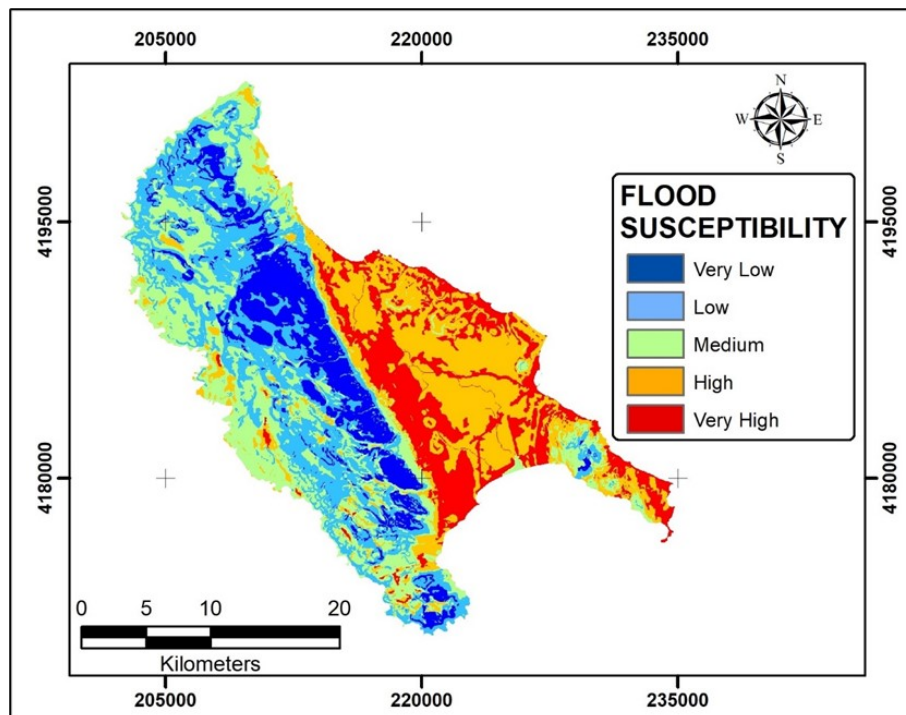 205000 220000 235000
N
W E
S
FLOOD
SUSCEPTIBILITY
Very Low
Low
Medium
High
Very High
4195000 4195000
4180000 4180000
0 5 10 20
Kilometers
205000 220000 235000